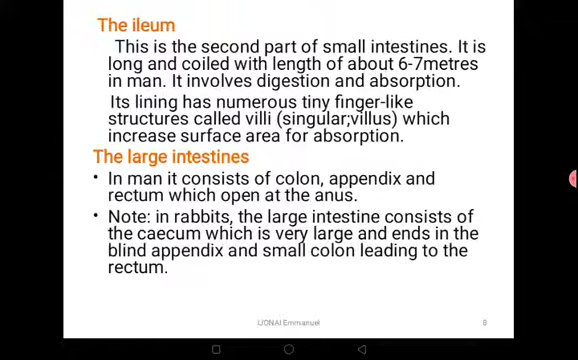 The ileum
This is the second part of small intestines. It is
long and coiled with length of about 6-7metres
in man. It involves digestion and absorption.
Its lining has numerous tiny finger-like
structures called villi (singular;villus) which
increase surface area for absorption.
The large intestines
• In man it consists of colon, appendix and
rectum which open at the anus.
• Note: in rabbits, the large intestine consists of
the caecum which is very large and ends in the
blind appendix and small colon leading to the
rectum.
LIONAI Emmanuel
8